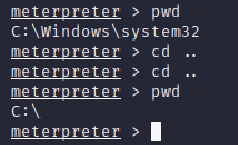 meterpreter > pwd
C:\Windows\system32
meterpreter > cd ..
meterpreter > cd ..
meterpreter > pwd
C:\
meterpreter >